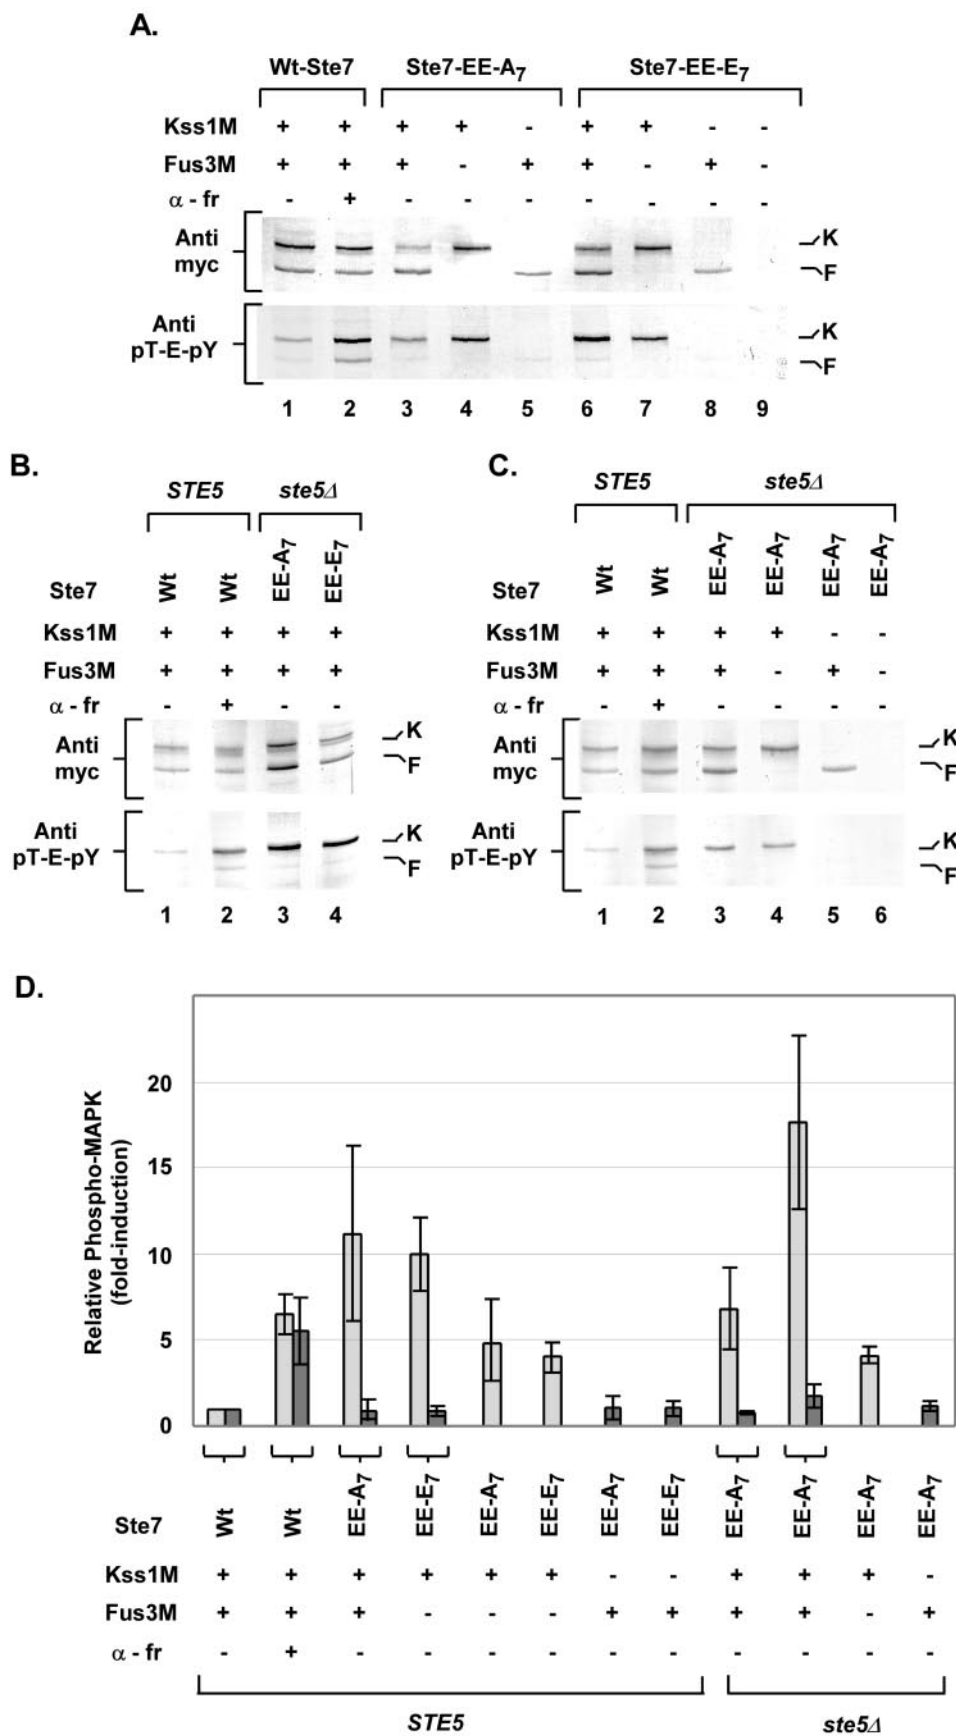 A.
Wt-Ste7 Ste7-EE-A7 Ste7-EE-E7
Kss1M + + + + - + + - -
Fus3M + + + - + + - + -
α - fr - + - - - - - - -
Anti myc K F
Anti pT-E-pY K F
1 2 3 4 5 6 7 8 9
B.
STE5 ste5Δ
Ste7 Wt Wt EE-A7 EE-E7
Kss1M + + + +
Fus3M + + + +
α - fr - + - -
Anti myc K F
Anti pT-E-pY K F
1 2 3 4
C.
STE5 ste5Δ
Ste7 Wt Wt EE-A7 EE-A7 EE-A7 EE-A7
Kss1M + + + + - -
Fus3M + + + - + -
α - fr - + - - - -
Anti myc K F
Anti pT-E-pY K F
1 2 3 4 5 6
D.
Relative Phospho-MAPK
(fold-induction)
20
15
10
5
0
Ste7 Wt Wt EE-A7 EE-E7 EE-A7 EE-E7 EE-A7 EE-E7 EE-A7 EE-A7 EE-A7 EE-A7
Kss1M + + + + + + - - + + + -
Fus3M + + + - - - + + + + - +
α - fr - + - - - - - - - - - -
STE5 ste5Δ